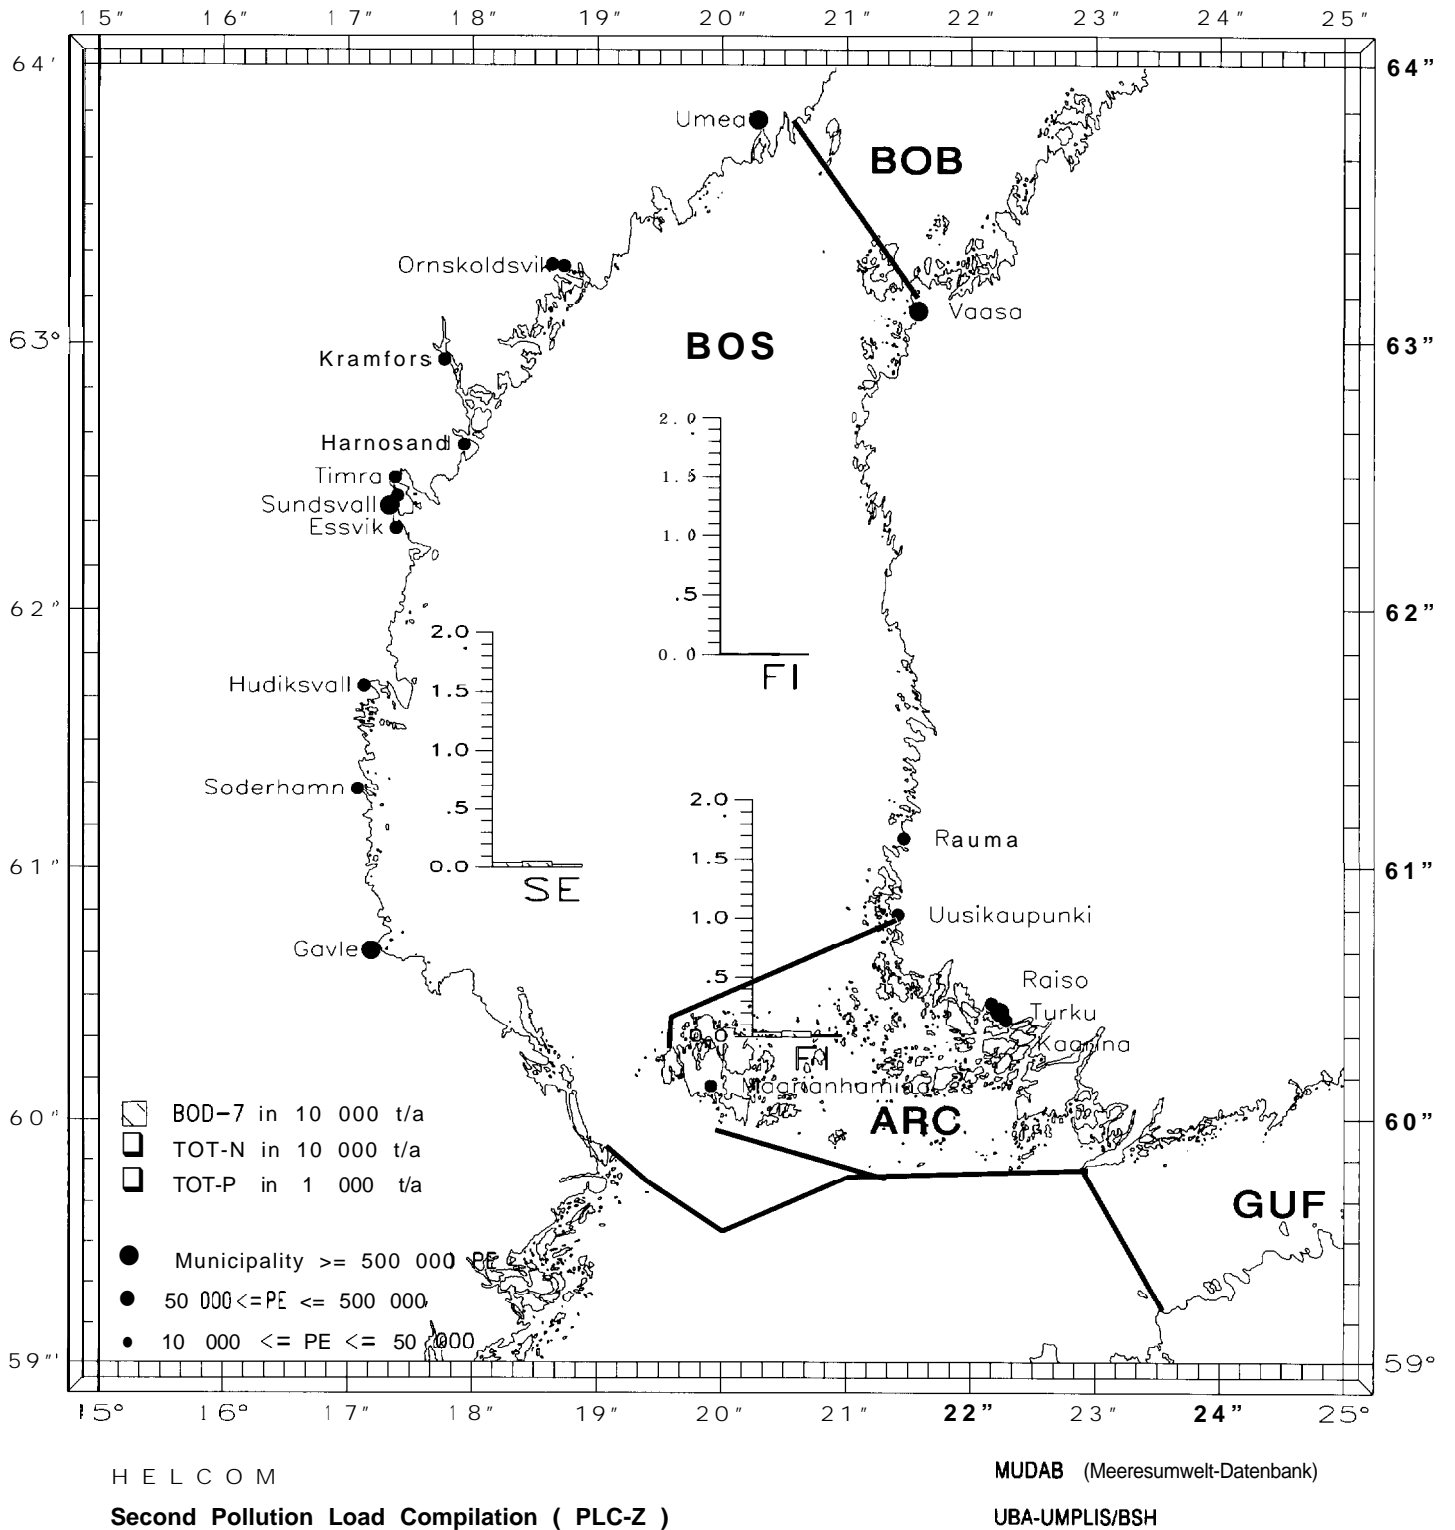 15" 16" 17" 18" 19" 20" 21" 22" 23" 24" 25"
64' 64"
Umea
BOB
Ornskoldsvik
Vaasa
63° 63"
BOS
Kramfors
2.0
Harnosand
Timra
1.5
Sundsvall
Essvik
1.0
.5
62" 62"
2.0
0.0
FI
Hudiksvall
1.5
1.0
Soderhamn
.5
2.0
Rauma
1.5
0.0
61" 61"
SE
1.0
Uusikaupunki
Gavle
.5
Raiso
Turku
0.0
Kaarina
FI
Maarianhamina
BOD-7 in 10 000 t/a
ARC
60" 60"
TOT-N in 10 000 t/a
TOT-P in 1 000 t/a
GUF
Municipality >= 500 000 PE
50 000<=PE <= 500 000
10 000 <= PE <= 50 000
59"' 59°
15° 16° 17" 18" 19" 20" 21" 22" 23" 24" 25°
HELCOM
MUDAB (Meeresumwelt-Datenbank)
Second Pollution Load Compilation ( PLC-Z )
UBA-UMPLIS/BSH